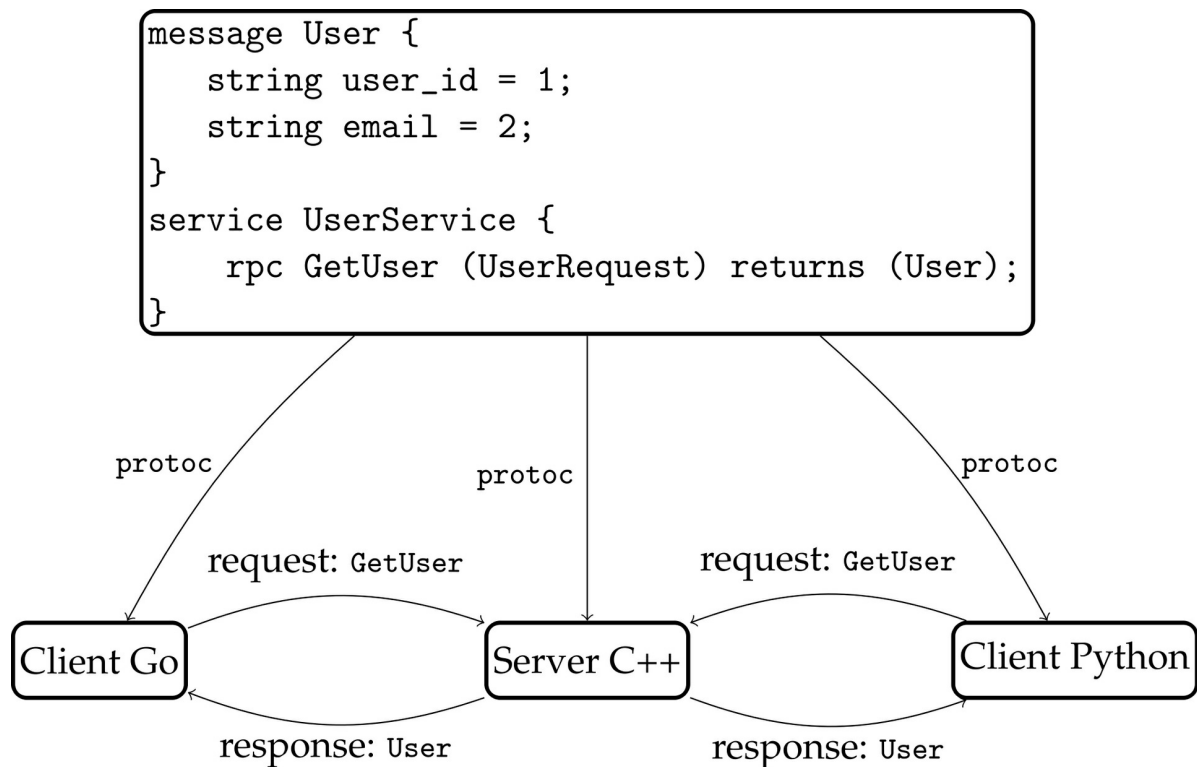 message User {
   string user_id = 1;
   string email = 2;
}
service UserService {
    rpc GetUser (UserRequest) returns (User);
}
protoc
protoc
protoc
request: GetUser
request: GetUser
Client Go
Server C++
Client Python
response: User
response: User